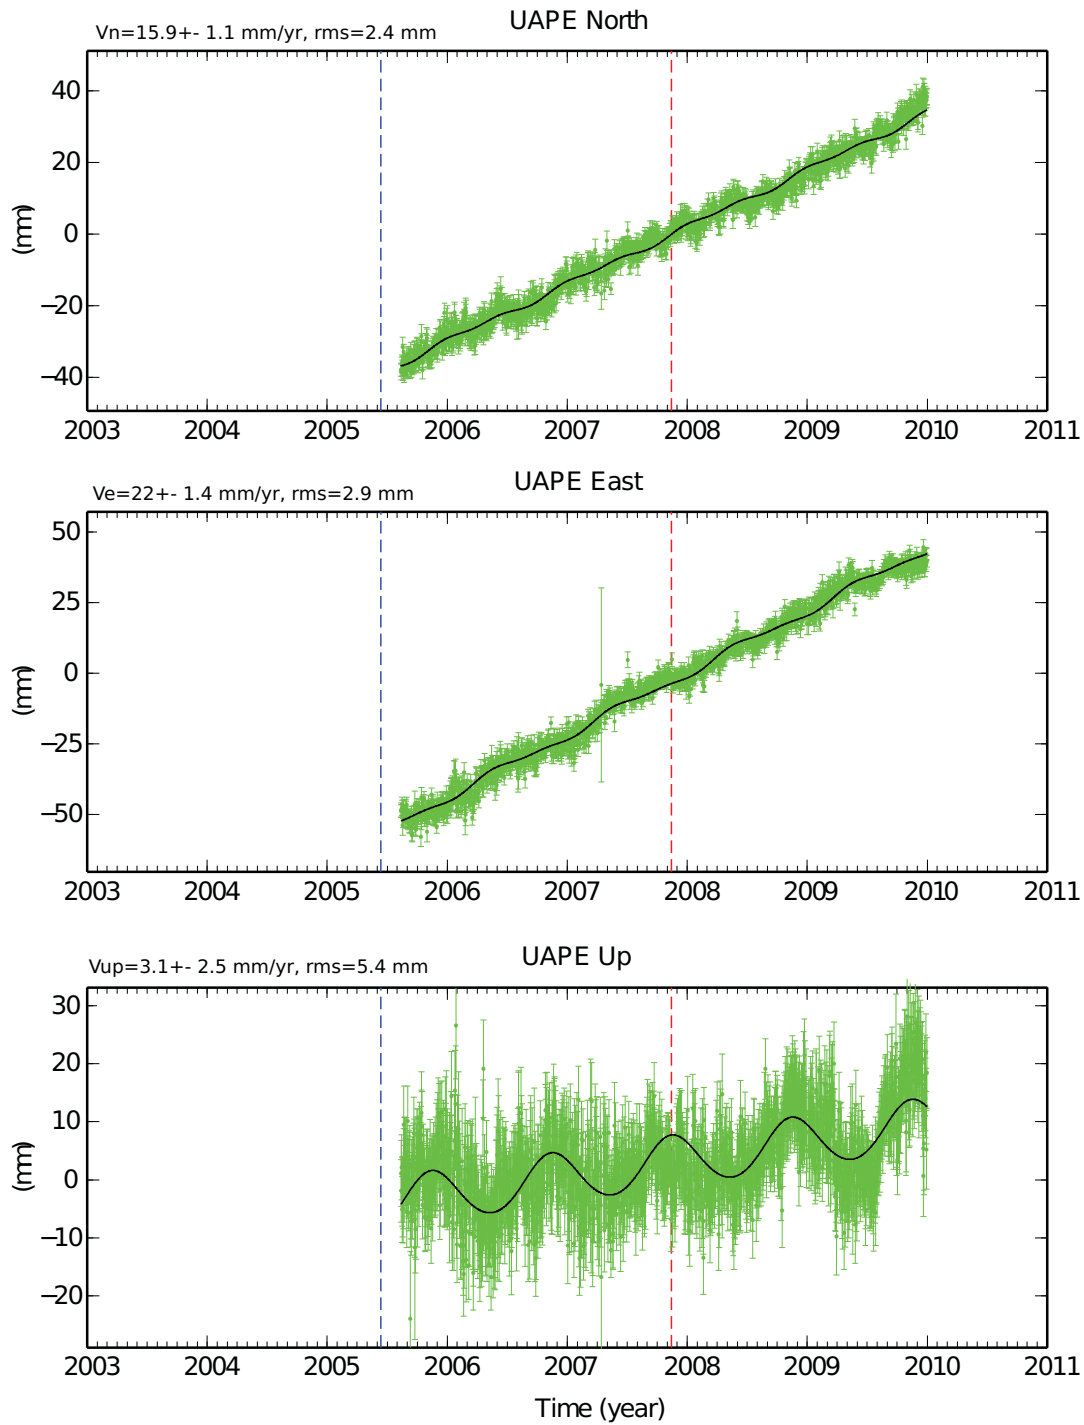 UAPE North
Vn=15.9+- 1.1 mm/yr, rms=2.4 mm
40
20
0
−20
−40
(mm)
2003 2004 2005 2006 2007 2008 2009 2010 2011
UAPE East
Ve=22+- 1.4 mm/yr, rms=2.9 mm
50
25
0
−25
−50
(mm)
2003 2004 2005 2006 2007 2008 2009 2010 2011
UAPE Up
Vup=3.1+- 2.5 mm/yr, rms=5.4 mm
30
20
10
0
−10
−20
(mm)
2003 2004 2005 2006 2007 2008 2009 2010 2011
Time (year)